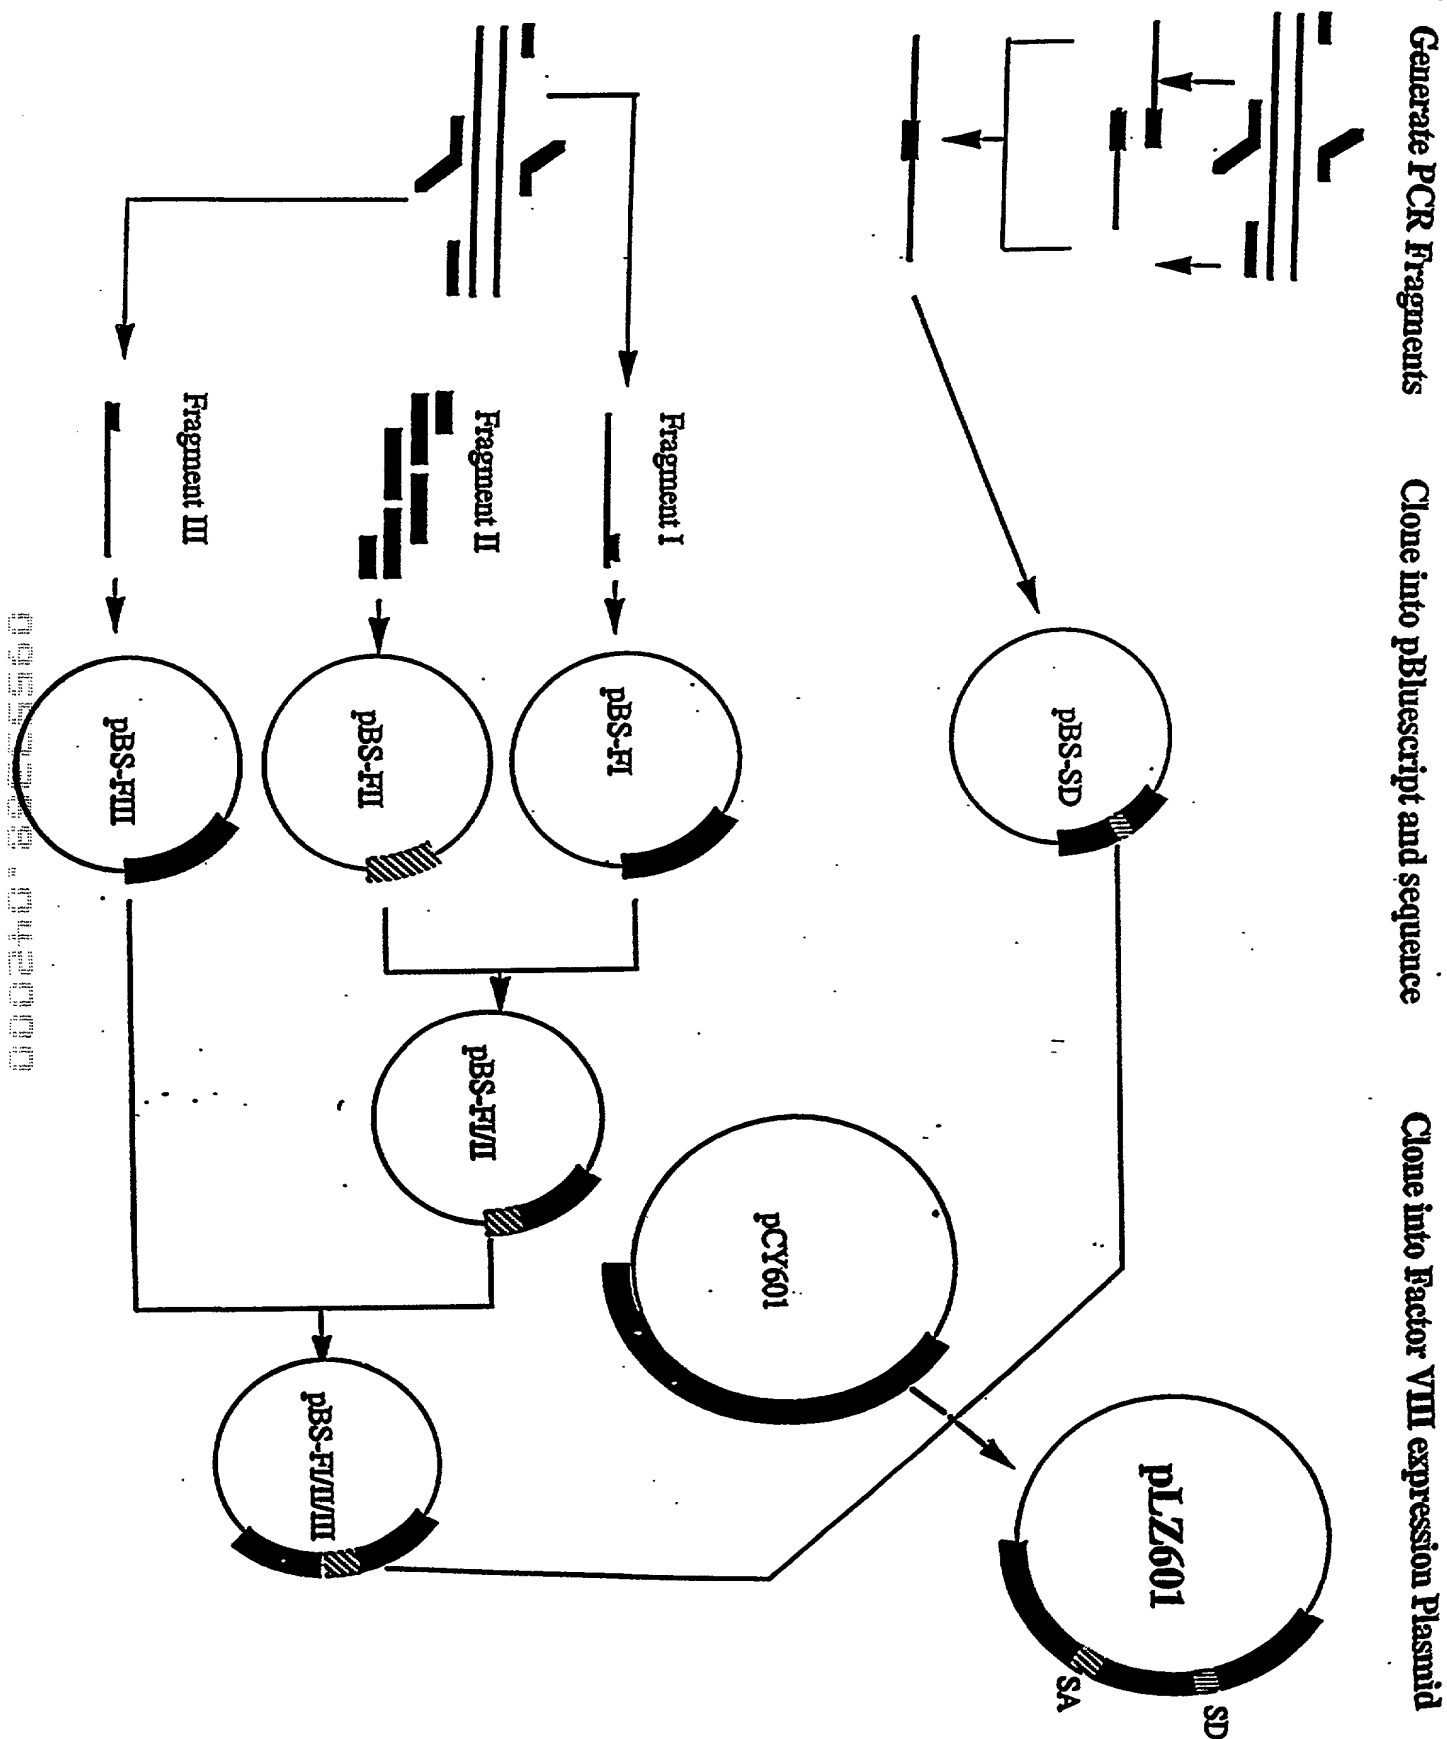 Generate PCR Fragments
Clone into pBluescript and sequence
Clone into Factor VIII expression Plasmid
pBS-SD
pLZ601
SD
SA
pCY601
Fragment I
pBS-FI
Fragment II
pBS-FII
pBS-FI/II
Fragment III
pBS-FIII
pBS-FI/II/III